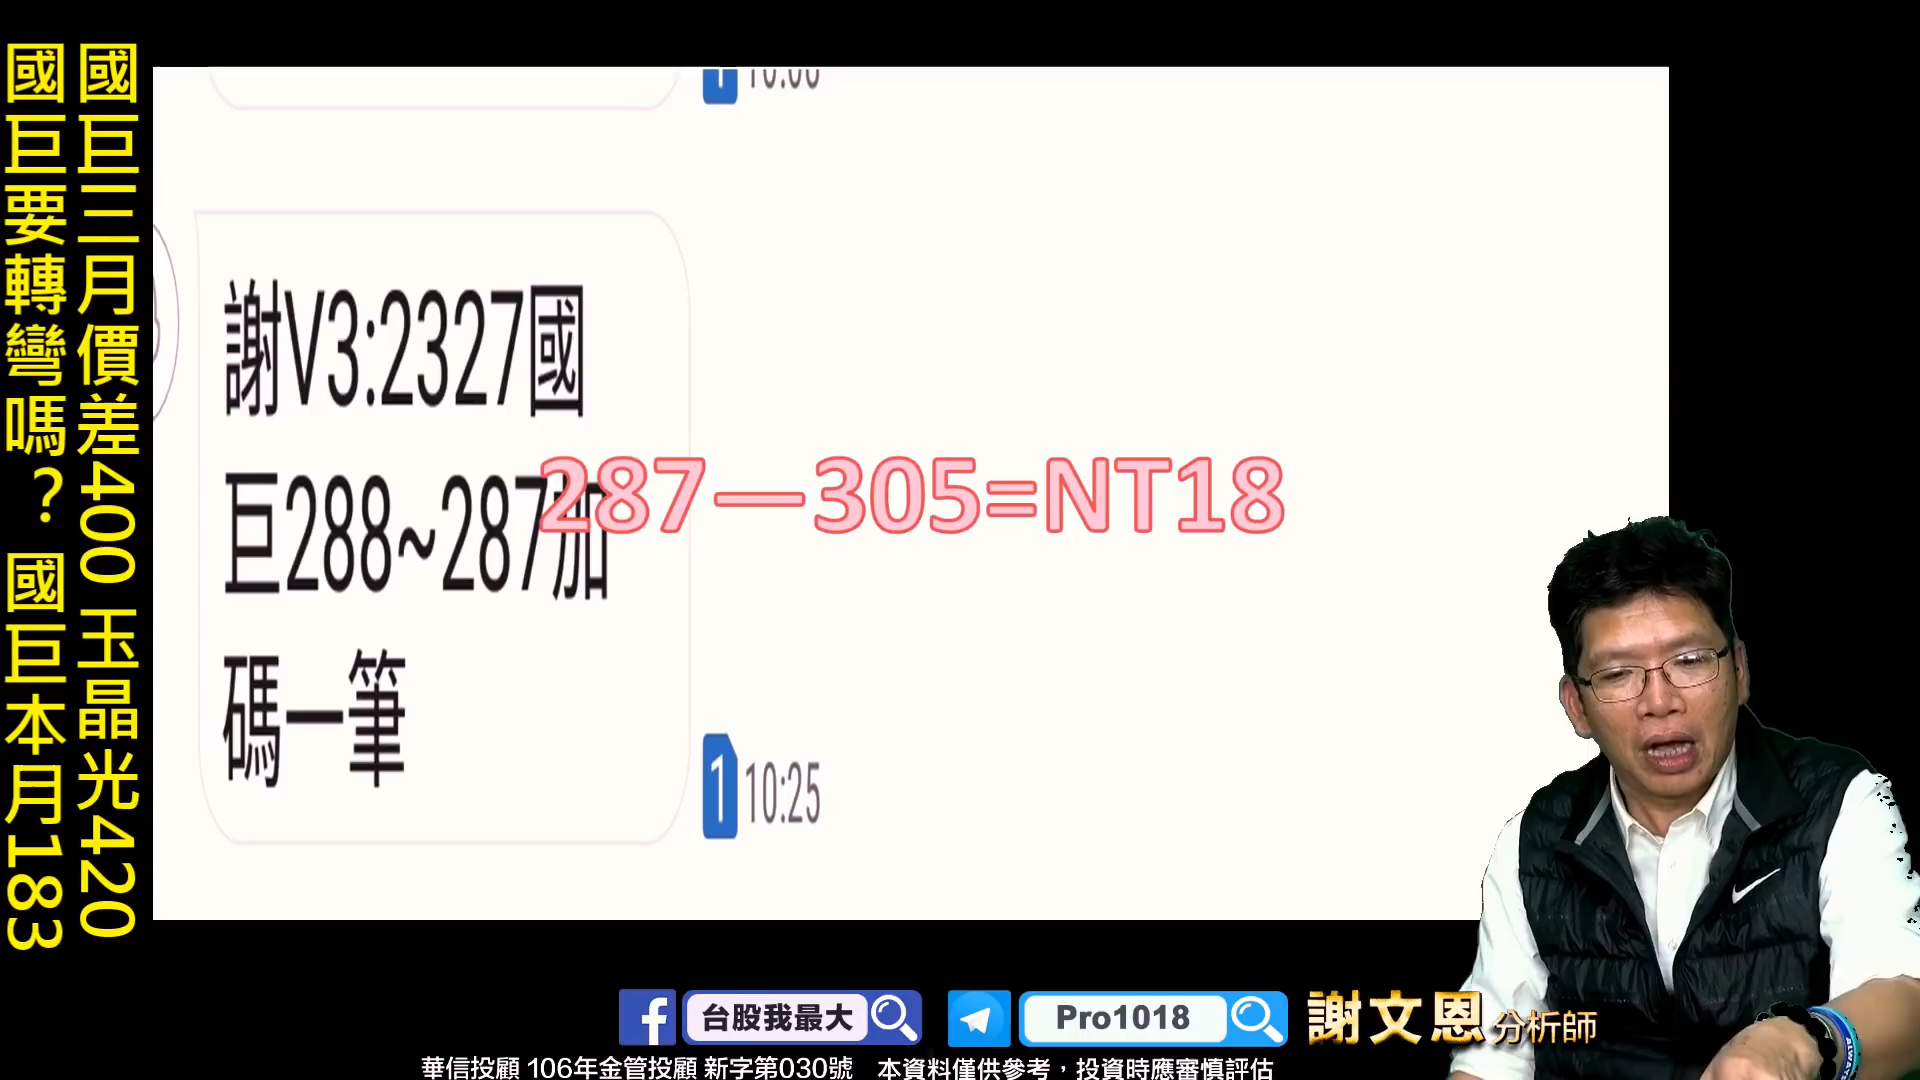 國巨三月價差400 玉晶光420
國巨要轉彎嗎？ 國巨本月183
1 10:00
謝V3:2327國
巨288~287加
碼一筆
1 10:25
287—305=NT18
台股我最大
Pro1018
謝文恩 分析師
華信投顧 106年金管投顧 新字第030號 本資料僅供參考，投資時應審慎評估